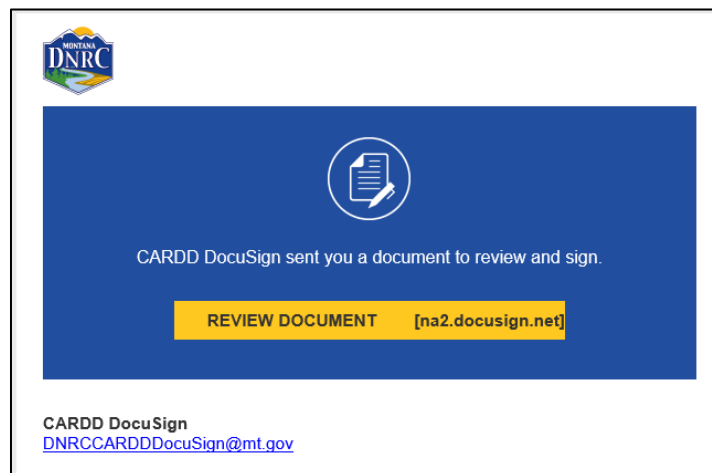 MONTANA
DNRC
CARDD DocuSign sent you a document to review and sign.
REVIEW DOCUMENT [na2.docusign.net]
CARDD DocuSign
DNRCCARDDDocuSign@mt.gov